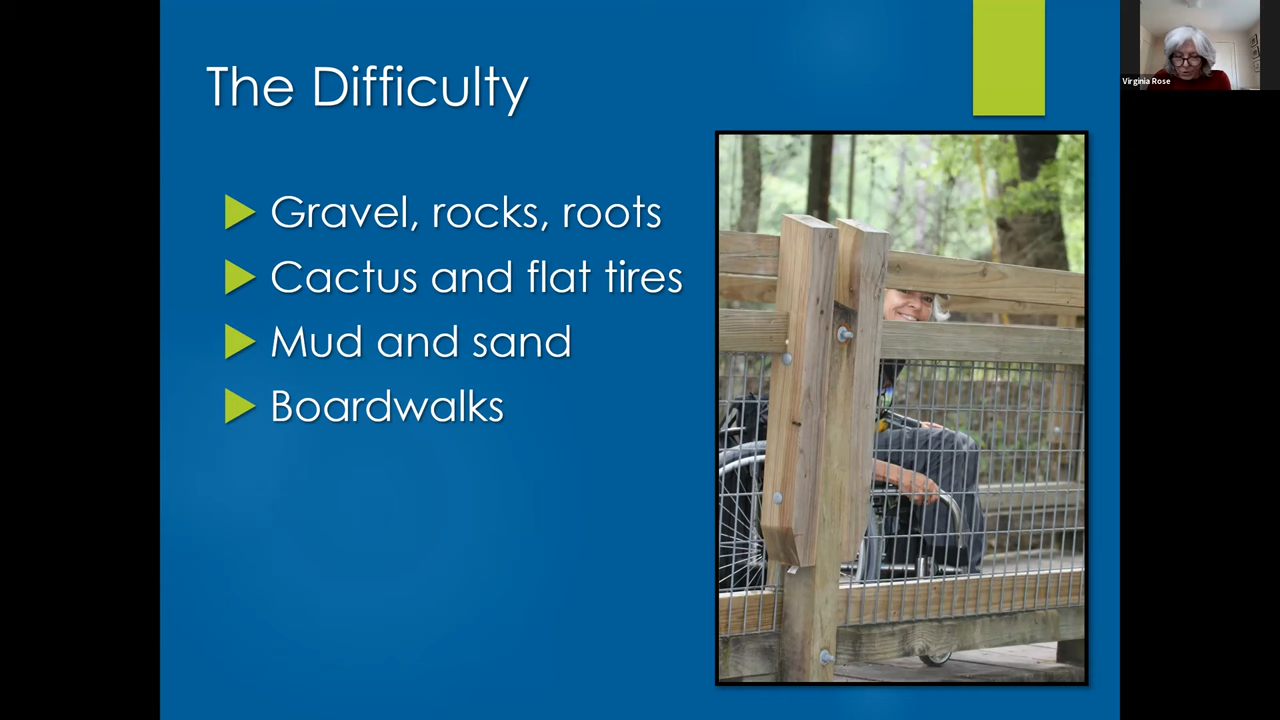 The Difficulty
Gravel, rocks, roots
Cactus and flat tires
Mud and sand
Boardwalks
Virginia Rose